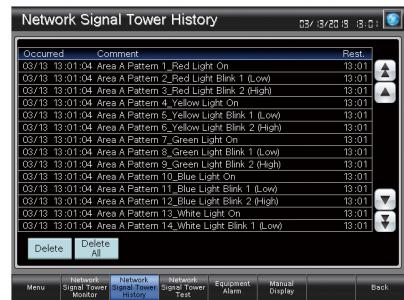 Network Signal Tower History
03/13/2018 13:01
Occurred Comment Rest.
03/13 13:01:04 Area A Pattern 1_Red Light On 13:01
03/13 13:01:04 Area A Pattern 2_Red Light Blink 1 (Low) 13:01
03/13 13:01:04 Area A Pattern 3_Red Light Blink 2 (High) 13:01
03/13 13:01:04 Area A Pattern 4_Yellow Light On 13:01
03/13 13:01:04 Area A Pattern 5_Yellow Light Blink 1 (Low) 13:01
03/13 13:01:04 Area A Pattern 6_Yellow Light Blink 2 (High) 13:01
03/13 13:01:04 Area A Pattern 7_Green Light On 13:01
03/13 13:01:04 Area A Pattern 8_Green Light Blink 1 (Low) 13:01
03/13 13:01:04 Area A Pattern 9_Green Light Blink 2 (High) 13:01
03/13 13:01:04 Area A Pattern 10_Blue Light On 13:01
03/13 13:01:04 Area A Pattern 11_Blue Light Blink 1 (Low) 13:01
03/13 13:01:04 Area A Pattern 12_Blue Light Blink 2 (High) 13:01
03/13 13:01:04 Area A Pattern 13_White Light On 13:01
03/13 13:01:04 Area A Pattern 14_White Light Blink 1 (Low) 13:01
Delete
Delete
All
Menu
Network
Signal Tower
Monitor
Network
Signal Tower
History
Network
Signal Tower
Test
Equipment
Alarm
Manual
Display
Back